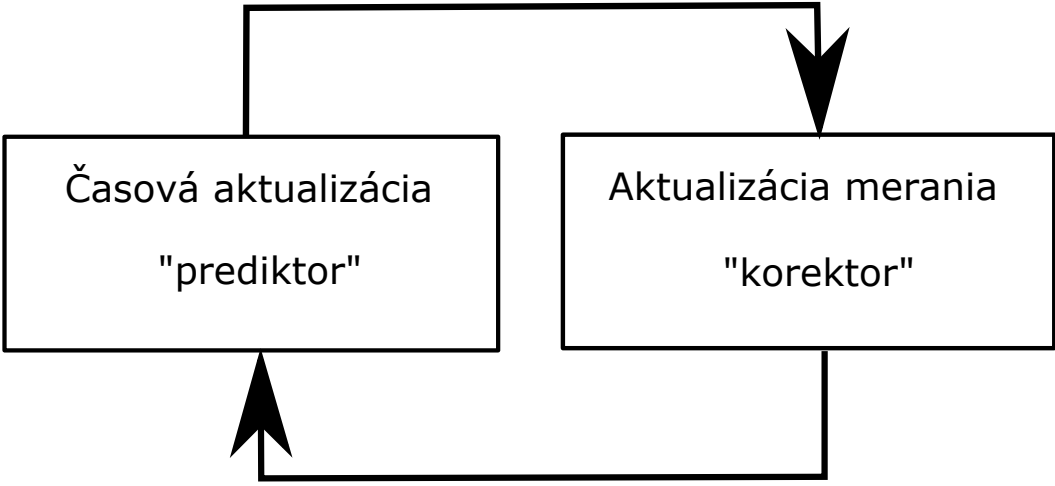 Časová aktualizácia
"prediktor"
Aktualizácia merania
"korektor"